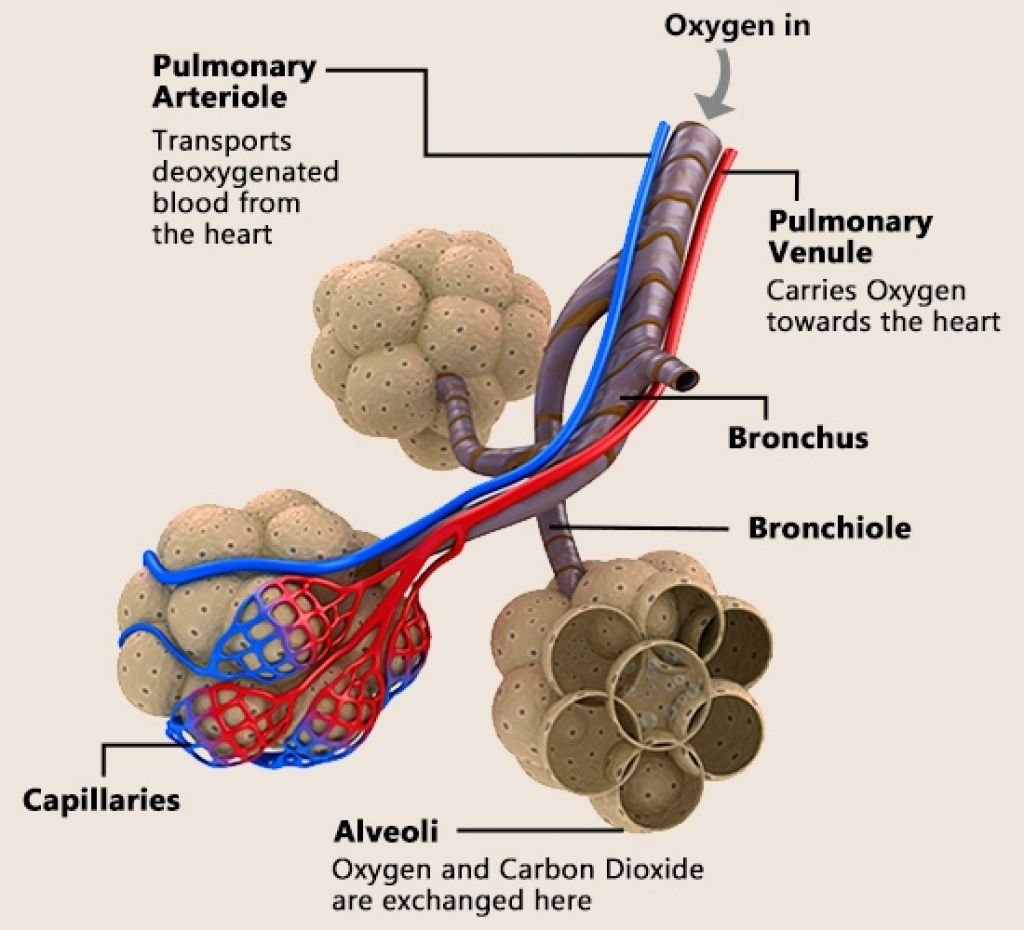 Oxygen in
Pulmonary
Arteriole
Transports
deoxygenated
blood from
the heart
Pulmonary
Venule
Carries Oxygen
towards the heart
Bronchus
Bronchiole
Capillaries
Alveoli
Oxygen and Carbon Dioxide
are exchanged here